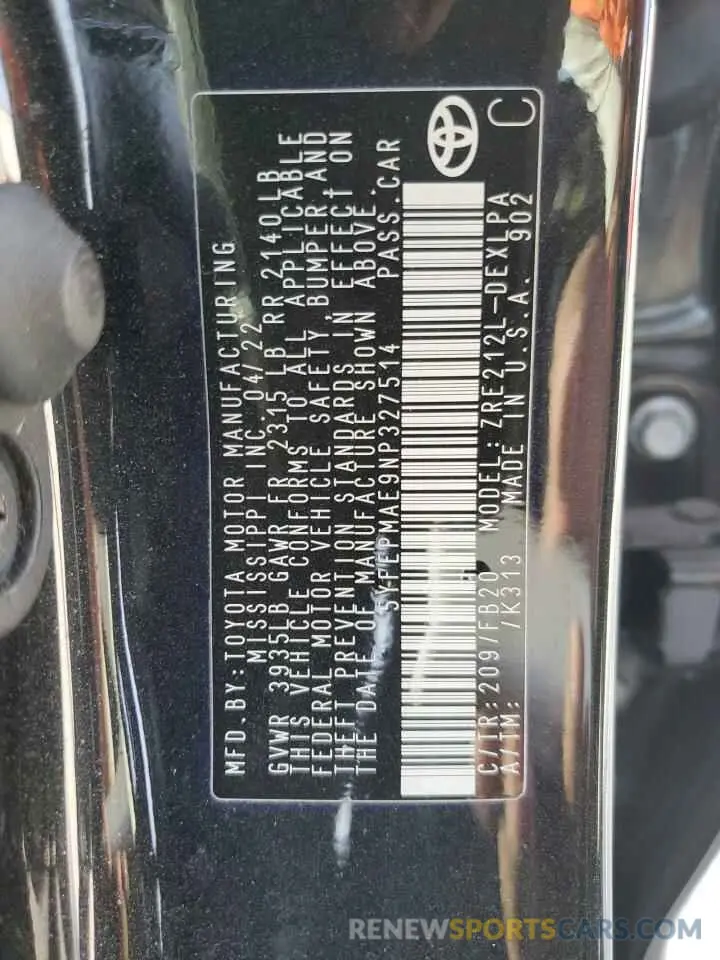 MFD. BY: TOYOTA MOTOR MANUFACTURING
MISSISSIPPI INC. 04/22
GVWR 3935LB GAWR FR 2315 LB RR 2140LB
THIS VEHICLE CONFORMS TO ALL APPLICABLE
FEDERAL MOTOR VEHICLE SAFETY, BUMPER, AND
THEFT PREVENTION STANDARDS IN EFFECT ON
THE DATE OF MANUFACTURE SHOWN ABOVE.
5YFEPMAE9NP327514 PASS. CAR
C/TR: 209/FB20 MODEL: ZRE212L-DEXLPA
A/TM: /K313 MADE IN U.S.A. 902
C
RENEWSPORTSCARS.COM